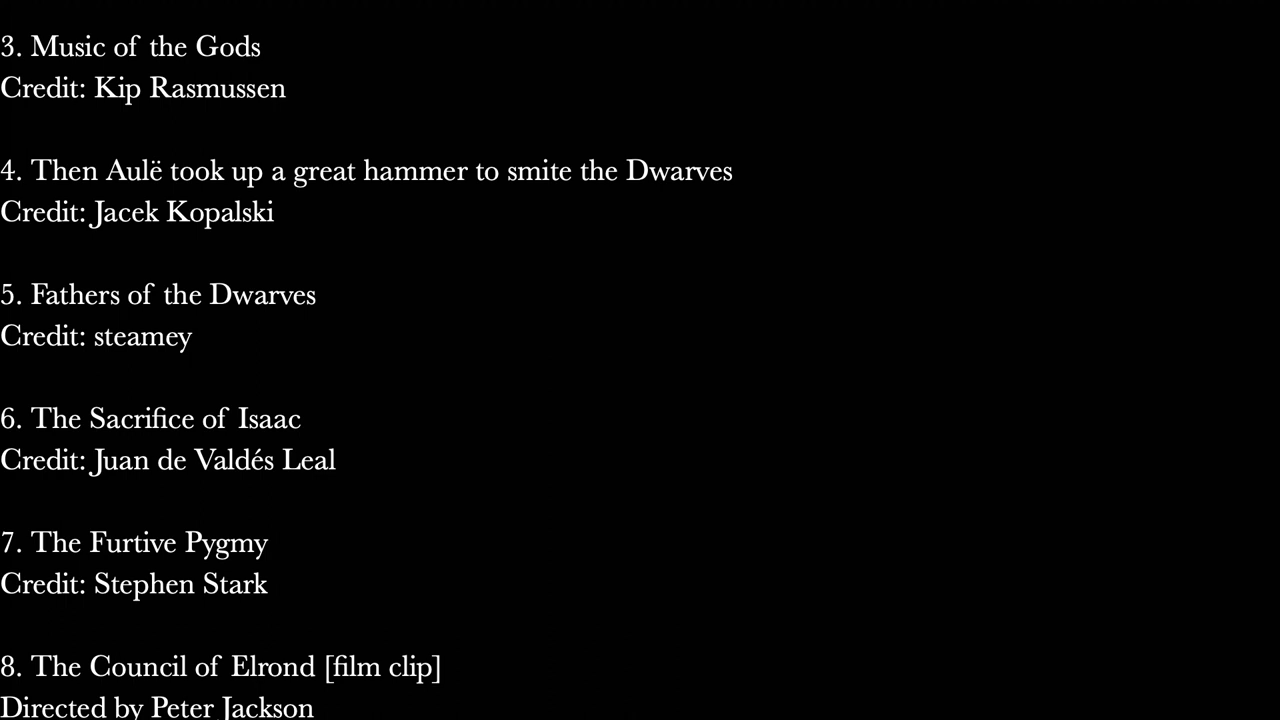 3. Music of the Gods
Credit: Kip Rasmussen
4. Then Aulë took up a great hammer to smite the Dwarves
Credit: Jacek Kopalski
5. Fathers of the Dwarves
Credit: steamey
6. The Sacrifice of Isaac
Credit: Juan de Valdés Leal
7. The Furtive Pygmy
Credit: Stephen Stark
8. The Council of Elrond [film clip]
Directed by Peter Jackson